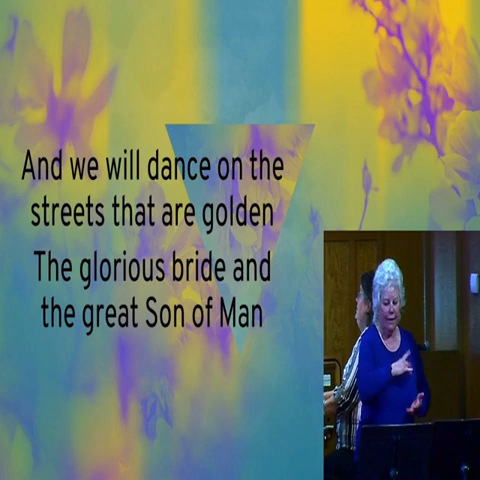 And we will dance on the
streets that are golden
The glorious bride and
the great Son of Man